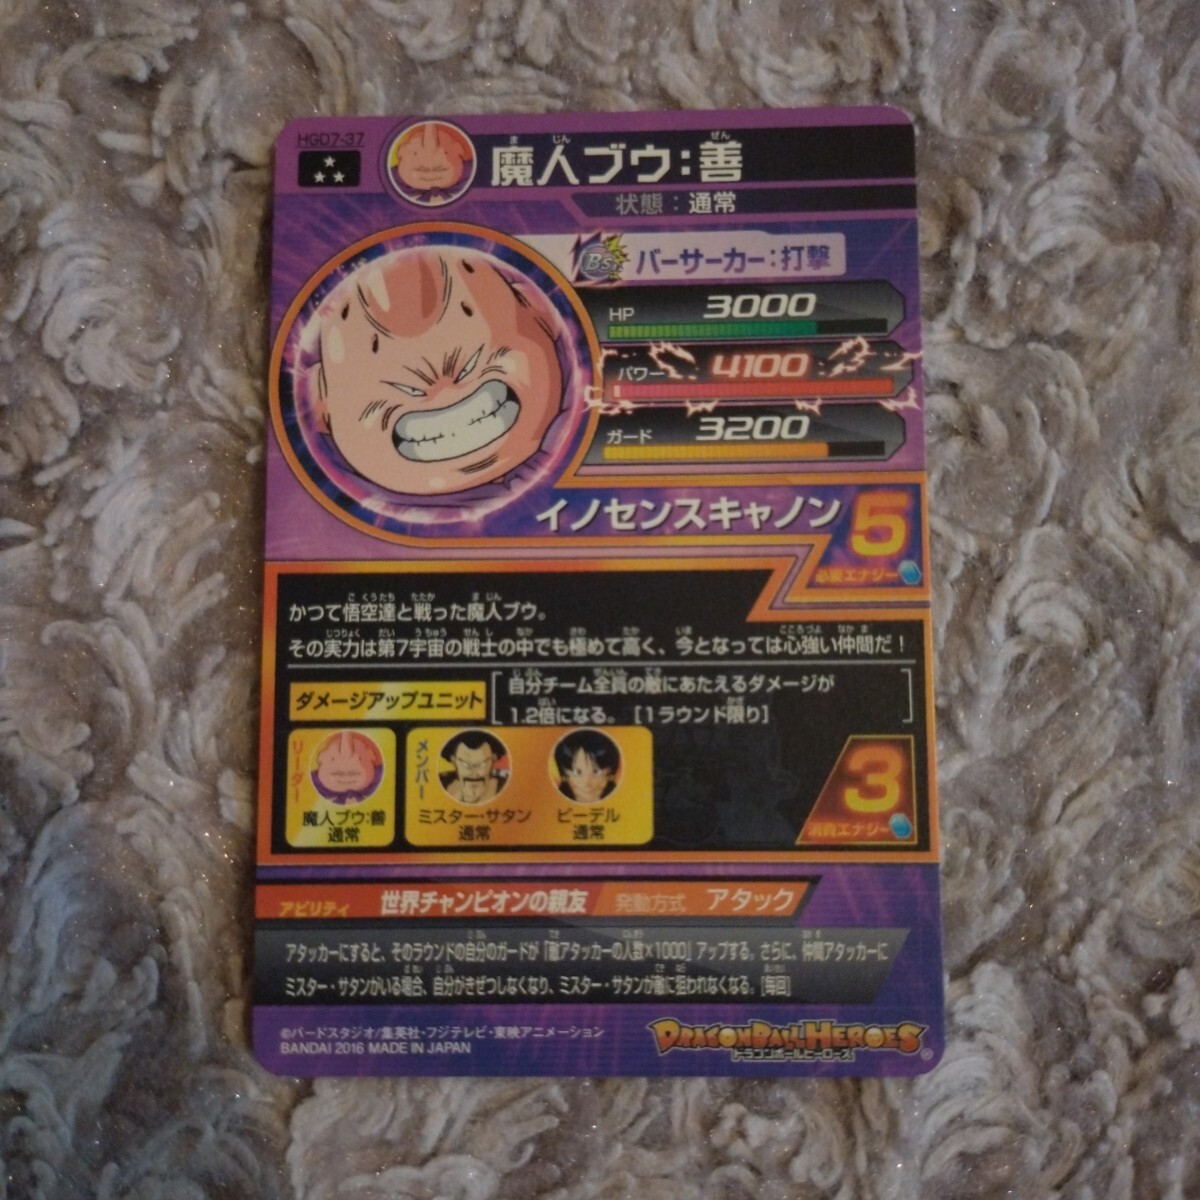 HGD7-37
魔人ブウ:善
状態:通常
Bs
バーサーカー:打撃
HP 3000
パワー 4100
ガード 3200
イノセンスキャノン 5
必要エナジー
かつて悟空達と戦った魔人ブウ。
その実力は第7宇宙の戦士の中でも極めて高く、今となっては心強い仲間だ!
ダメージアップユニット
自分チーム全員の敵にあたえるダメージが
1.2倍になる。[1ラウンド限り]
リーダー
魔人ブウ:善
通常
メンバー
ミスター・サタン
通常
ビーデル
通常
3
消費エナジー
アビリティ 世界チャンピオンの親友 発動方式 アタック
アタッカーにすると、そのラウンドの自分のガードが「敵アタッカーの人数×1000」アップする。さらに、仲間アタッカーに
ミスター・サタンがいる場合、自分がきぜつしなくなり、ミスター・サタンが敵に狙われなくなる。[毎回]
©バードスタジオ/集英社・フジテレビ・東映アニメーション
BANDAI 2016 MADE IN JAPAN
DRAGONBALL HEROES
ドラゴンボールヒーローズ